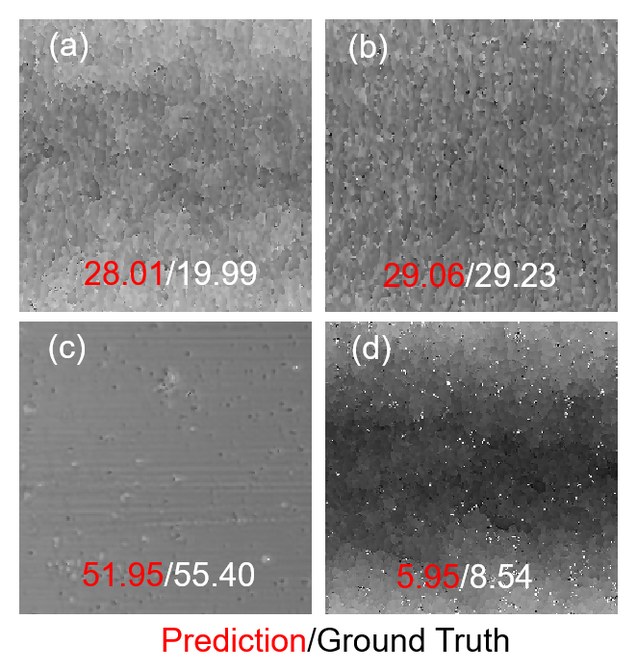 (a)
(b)
28.01/19.99
29.06/29.23
(c)
(d)
51.95/55.40
5.95/8.54
Prediction/Ground Truth